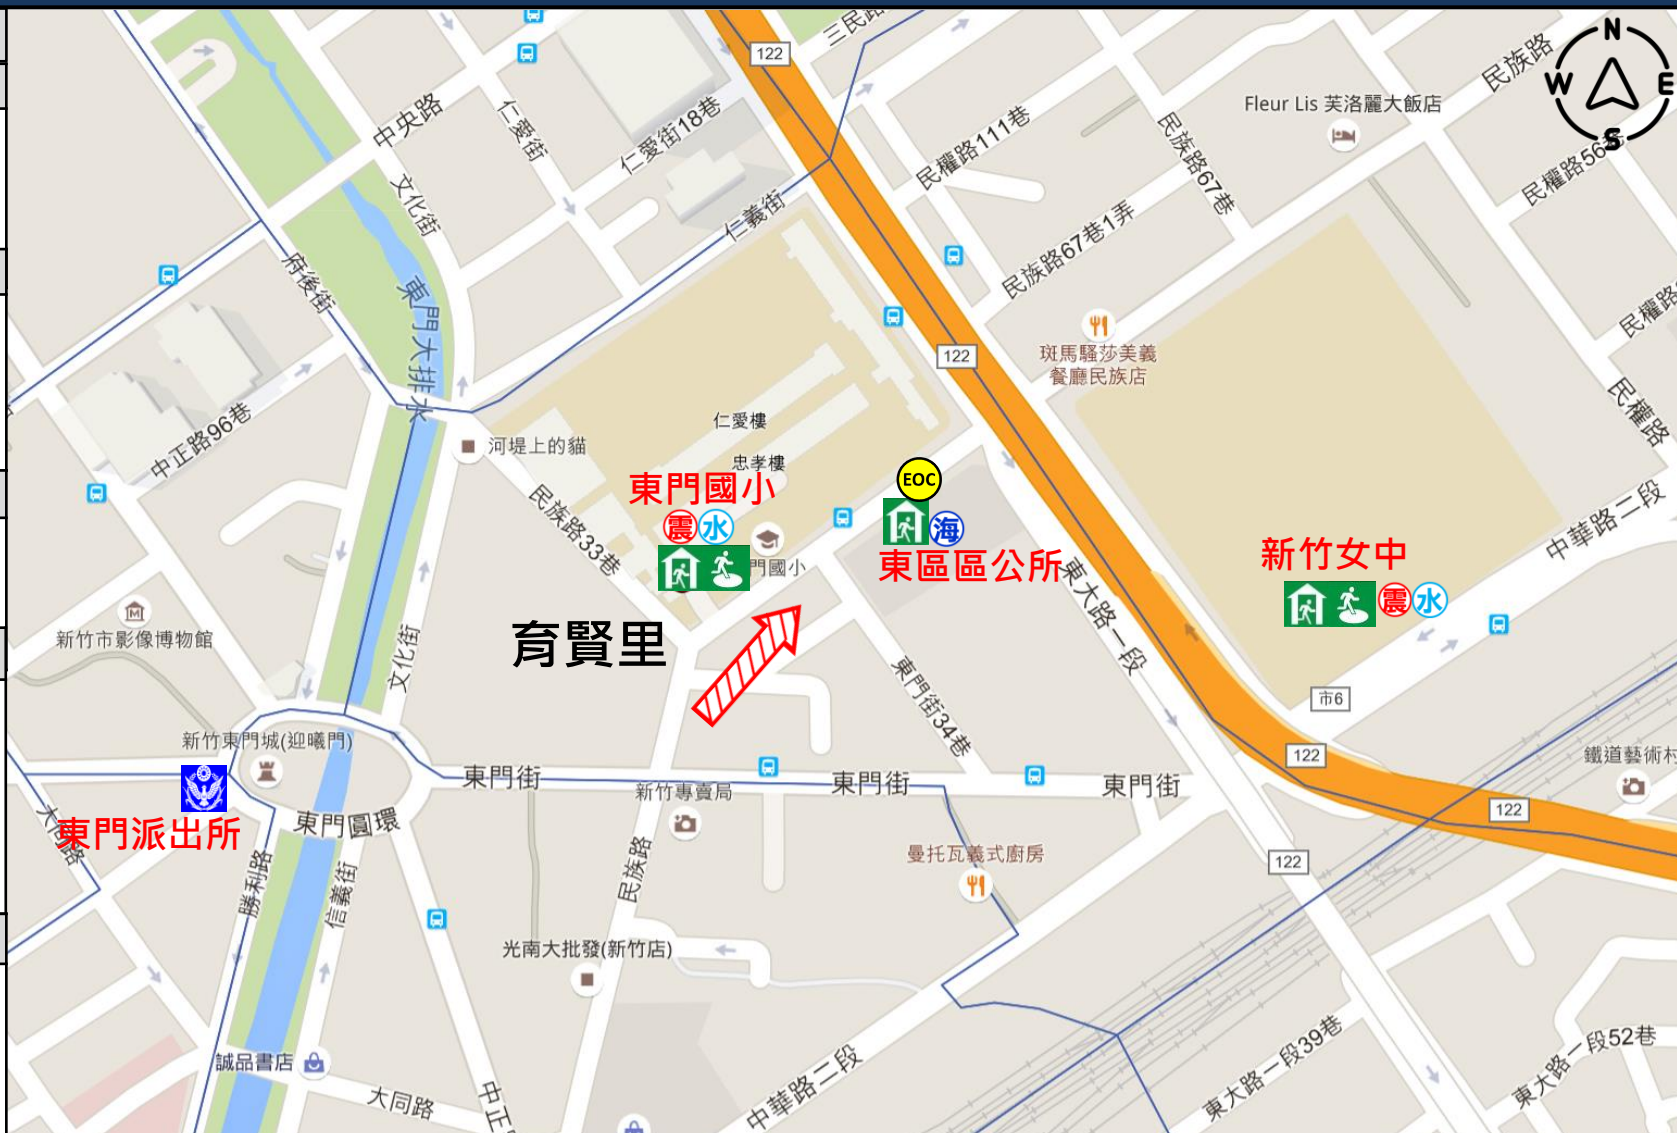 三民路
122
N
W
E
S
民族路
Fleur Lis 芙洛麗大飯店
中央路
仁愛街
仁愛街18巷
民權路111巷
民族路67巷
民權路56巷
文化街
仁義街
民族路67巷1弄
府後街
東門大排水
民權路
122
斑馬騷莎美義
餐廳民族店
民權路
中正路96巷
仁愛樓
河堤上的貓
忠孝樓
東門國小
震
水
EOC
海
民族路33巷
門國小
東區區公所
東大路一段
新竹女中
震
水
中華路二段
新竹市影像博物館
育賢里
文化街
東門街34巷
市6
新竹東門城(迎曦門)
122
鐵道藝術村
東門街
新竹專賣局
東門街
東門街
122
大同路
東門派出所
東門圓環
勝利路
信義街
民族路
曼托瓦義式廚房
122
光南大批發(新竹店)
誠品書店
大同路
中正
中華路二段
東大路一段39巷
東大路一段52巷